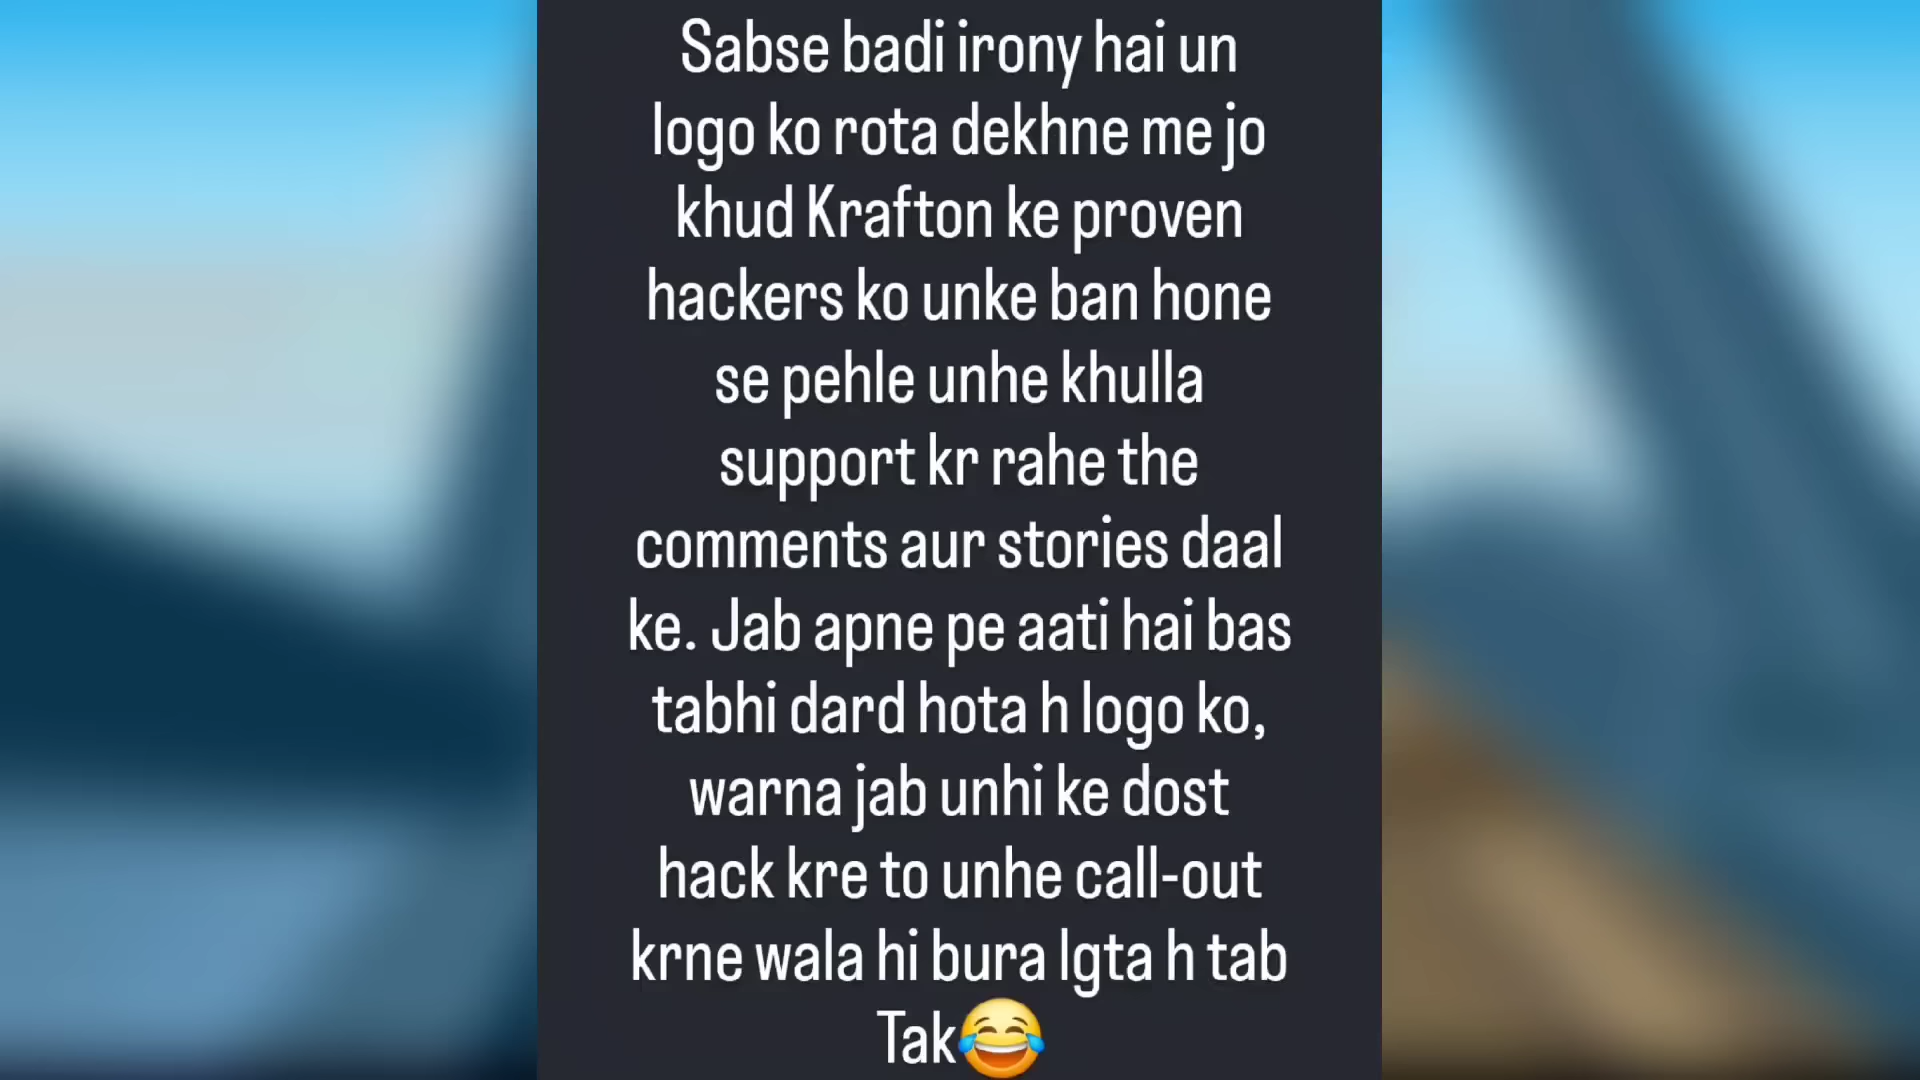 Sabse badi irony hai un
logo ko rota dekhne me jo
khud Krafton ke proven
hackers ko unke ban hone
se pehle unhe khulla
support kr rahe the
comments aur stories daal
ke. Jab apne pe aati hai bas
tabhi dard hota h logo ko,
warna jab unhi ke dost
hack kre to unhe call-out
krne wala hi bura lgta h tab
Tak😂